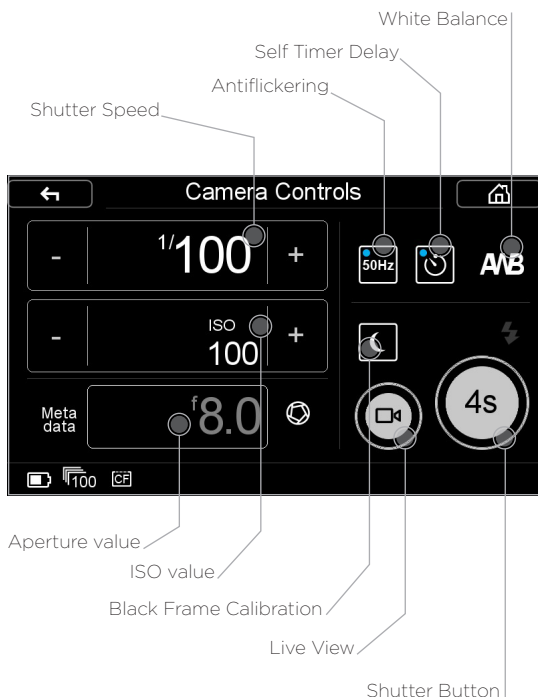 White Balance
Self Timer Delay
Antiflickering
Shutter Speed
Camera Controls
- 1/100 +
50Hz
AWB
- ISO 100 +
Meta
data
f8.0
4s
100 CF
Aperture value
ISO value
Black Frame Calibration
Live View
Shutter Button